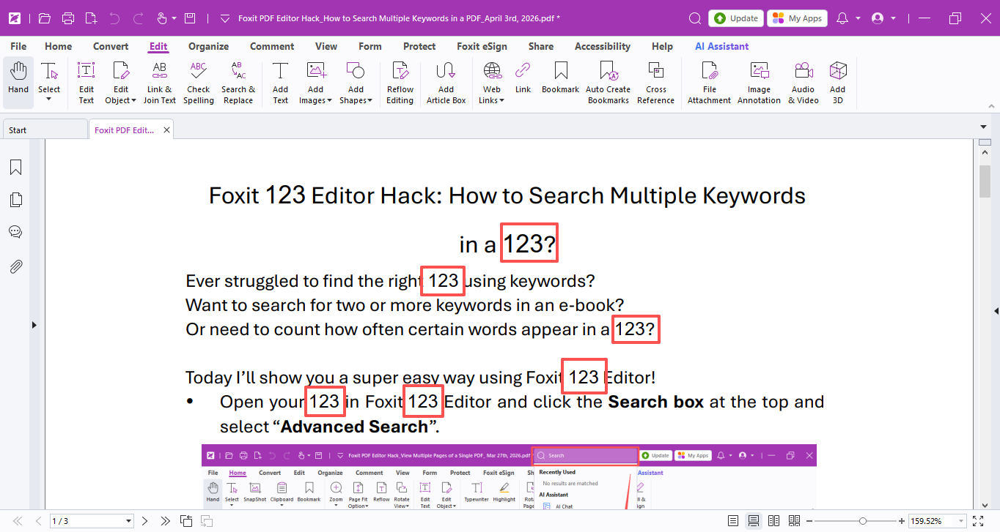 Foxit PDF Editor Hack_How to Search Multiple Keywords in a PDF_April 3rd, 2026.pdf *
Update
My Apps
File Home Convert Edit Organize Comment View Form Protect Foxit eSign Share Accessibility Help AI Assistant
Hand Select Edit Text Edit Object Link & Join Text Check Spelling Search & Replace Add Text Add Images Add Shapes Reflow Editing Add Article Box Web Links Link Bookmark Auto Create Bookmarks Cross Reference File Attachment Image Annotation Audio & Video Add 3D
Start
Foxit PDF Edit...
Foxit 123 Editor Hack: How to Search Multiple Keywords
in a 123?
Ever struggled to find the right 123 using keywords?
Want to search for two or more keywords in an e-book?
Or need to count how often certain words appear in a 123?
Today I’ll show you a super easy way using Foxit 123 Editor!
• Open your 123 in Foxit 123 Editor and click the Search box at the top and
select “Advanced Search”.
Foxit PDF Editor Hack_View Multiple Pages of a Single PDF_ Mar 27th, 2026.pdf
Search
Update
My Apps
File Home Convert Edit Organize Comment View Form Protect Foxit eSign Sh Assistant
Recently Used
No results are matched
AI Assistant
AI Chat
Hand Select SnapShot Clipboard Bookmark Zoom Page Fit Option Reflow Rotate View Edit Text Edit Object Typewriter Highlight
1 / 3
159.52%